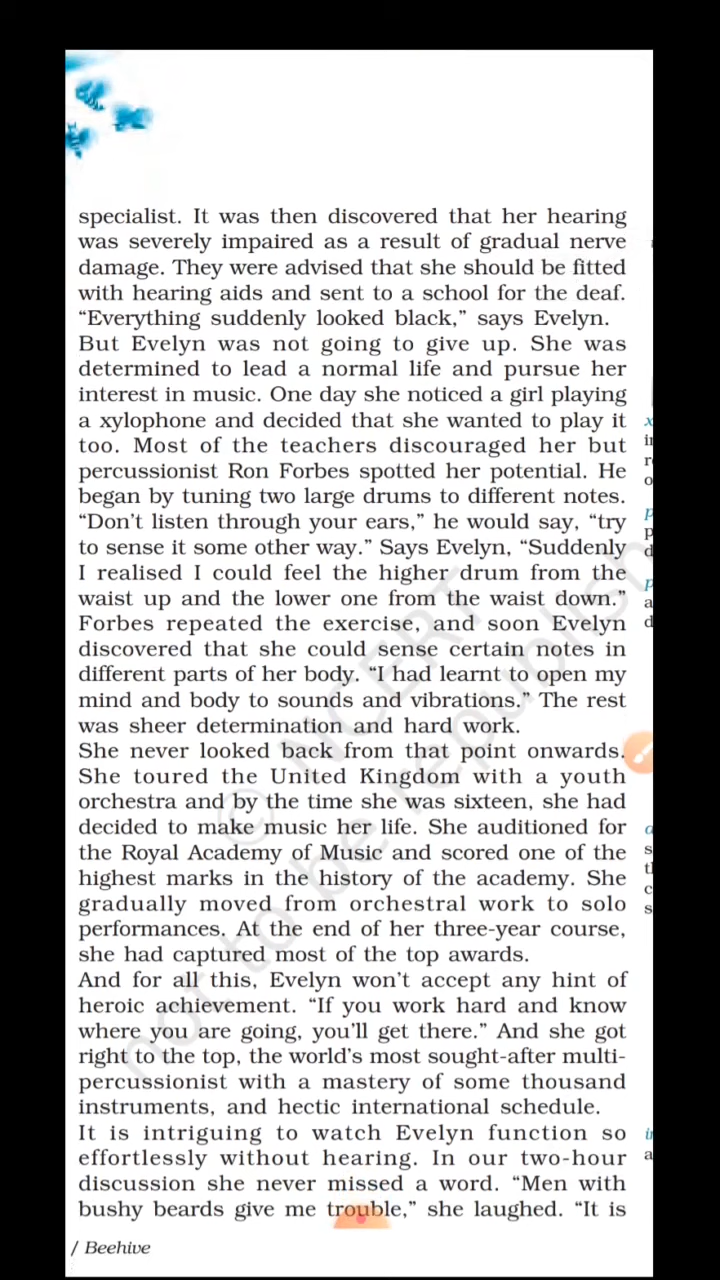 specialist. It was then discovered that her hearing
was severely impaired as a result of gradual nerve
damage. They were advised that she should be fitted
with hearing aids and sent to a school for the deaf.
“Everything suddenly looked black,” says Evelyn.
But Evelyn was not going to give up. She was
determined to lead a normal life and pursue her
interest in music. One day she noticed a girl playing
a xylophone and decided that she wanted to play it
too. Most of the teachers discouraged her but
percussionist Ron Forbes spotted her potential. He
began by tuning two large drums to different notes.
“Don’t listen through your ears,” he would say, “try
to sense it some other way.” Says Evelyn, “Suddenly
I realised I could feel the higher drum from the
waist up and the lower one from the waist down.”
Forbes repeated the exercise, and soon Evelyn
discovered that she could sense certain notes in
different parts of her body. “I had learnt to open my
mind and body to sounds and vibrations.” The rest
was sheer determination and hard work.
She never looked back from that point onwards.
She toured the United Kingdom with a youth
orchestra and by the time she was sixteen, she had
decided to make music her life. She auditioned for
the Royal Academy of Music and scored one of the
highest marks in the history of the academy. She
gradually moved from orchestral work to solo
performances. At the end of her three-year course,
she had captured most of the top awards.
And for all this, Evelyn won’t accept any hint of
heroic achievement. “If you work hard and know
where you are going, you’ll get there.” And she got
right to the top, the world’s most sought-after multi-
percussionist with a mastery of some thousand
instruments, and hectic international schedule.
It is intriguing to watch Evelyn function so
effortlessly without hearing. In our two-hour
discussion she never missed a word. “Men with
bushy beards give me trouble,” she laughed. “It is
/ Beehive
© NCERT
not to be republish